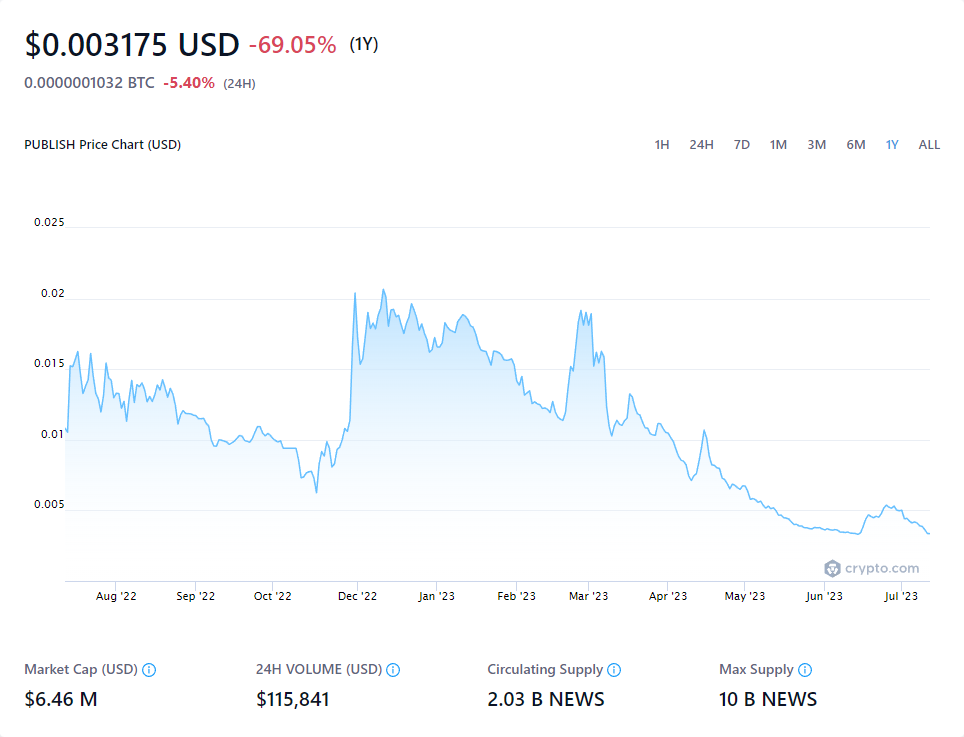 $0.003175 USD -69.05% (1Y)
0.0000001032 BTC -5.40% (24H)
PUBLISH Price Chart (USD) 1H 24H 7D 1M 3M 6M 1Y ALL
0.025
0.02
0.015
0.01
0.005
crypto.com
Aug '22 Sep '22 Oct '22 Dec '22 Jan '23 Feb '23 Mar '23 Apr '23 May '23 Jun '23 Jul '23
Market Cap (USD) 24H VOLUME (USD) Circulating Supply Max Supply
$6.46 M $115,841 2.03 B NEWS 10 B NEWS